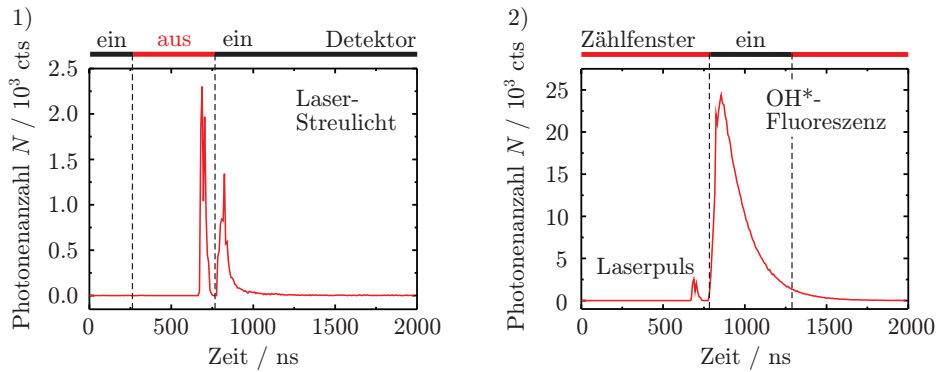 1)
ein aus ein Detektor
Photonenanzahl N / 10³ cts
2.5
2.0
1.5
1.0
0.5
0.0
Laser-
Streulicht
0 500 1000 1500 2000
Zeit / ns
2)
Zählfenster ein
Photonenanzahl N / 10³ cts
25
20
15
10
5
0
OH*-
Fluoreszenz
Laserpuls
0 500 1000 1500 2000
Zeit / ns